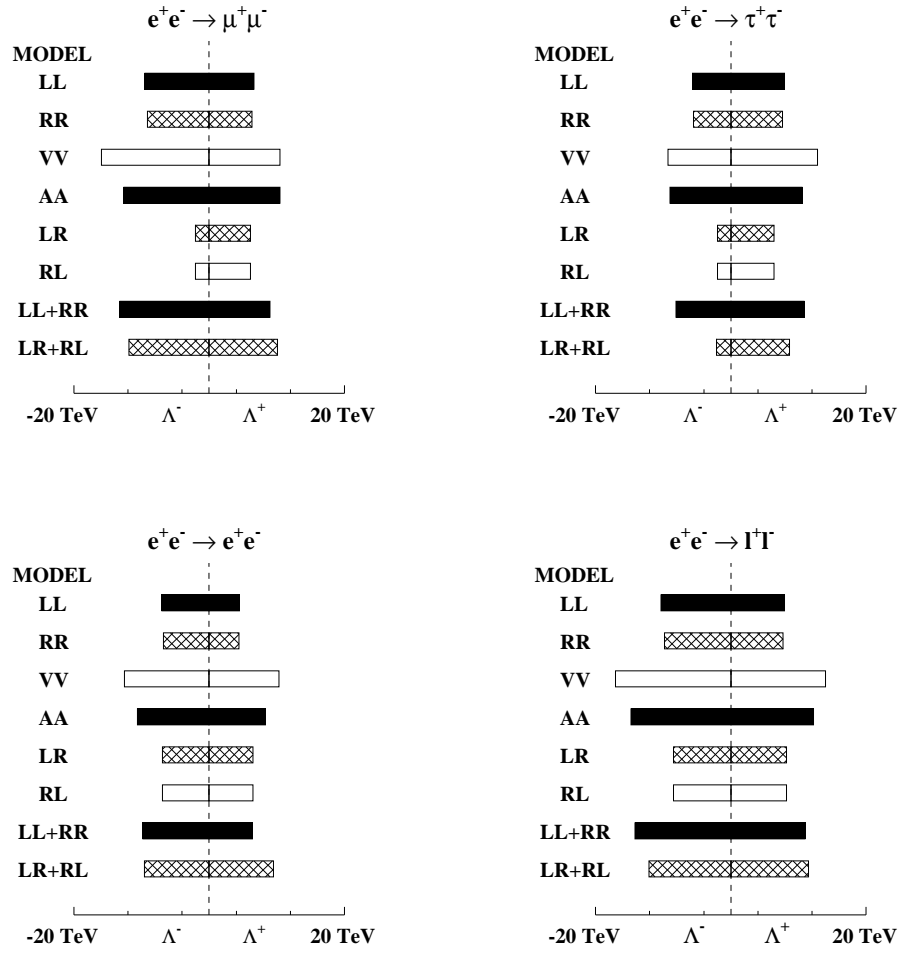 e⁺e⁻ → μ⁺μ⁻
MODEL
LL
RR
VV
AA
LR
RL
LL+RR
LR+RL
-20 TeV Λ⁻ Λ⁺ 20 TeV
e⁺e⁻ → τ⁺τ⁻
MODEL
LL
RR
VV
AA
LR
RL
LL+RR
LR+RL
-20 TeV Λ⁻ Λ⁺ 20 TeV
e⁺e⁻ → e⁺e⁻
MODEL
LL
RR
VV
AA
LR
RL
LL+RR
LR+RL
-20 TeV Λ⁻ Λ⁺ 20 TeV
e⁺e⁻ → l⁺l⁻
MODEL
LL
RR
VV
AA
LR
RL
LL+RR
LR+RL
-20 TeV Λ⁻ Λ⁺ 20 TeV